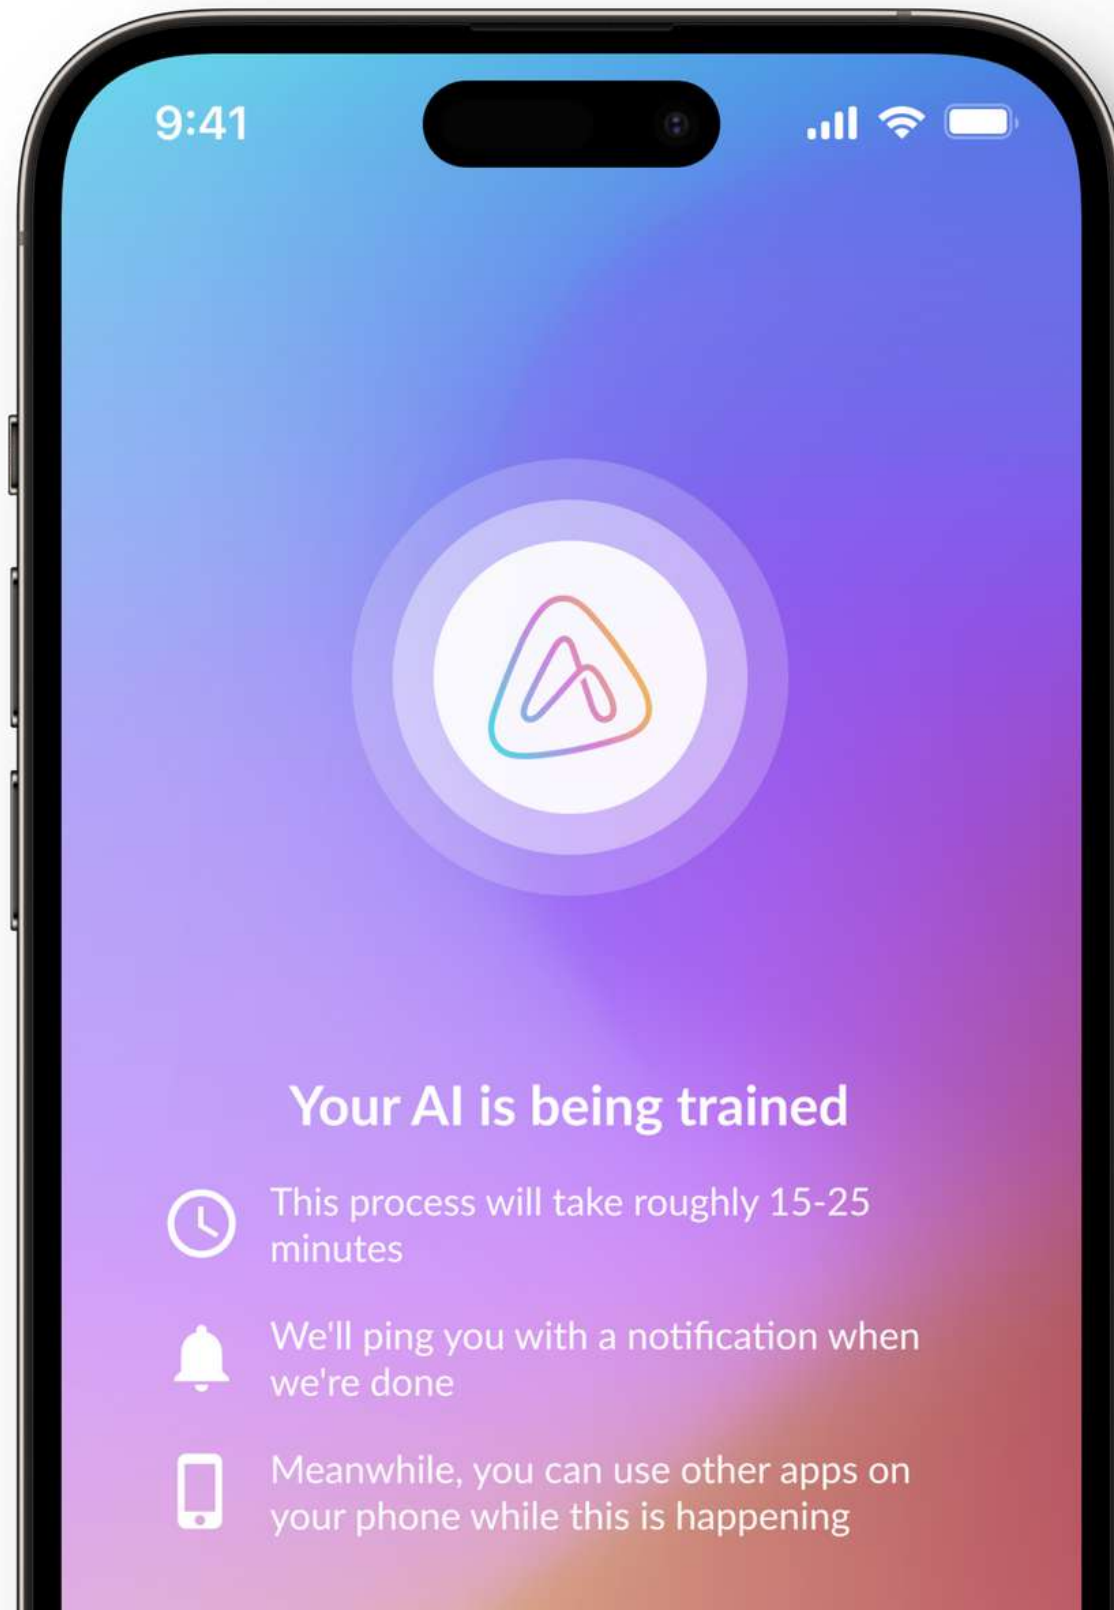 9:41
Your AI is being trained
This process will take roughly 15-25
minutes
We'll ping you with a notification when
we're done
Meanwhile, you can use other apps on
your phone while this is happening